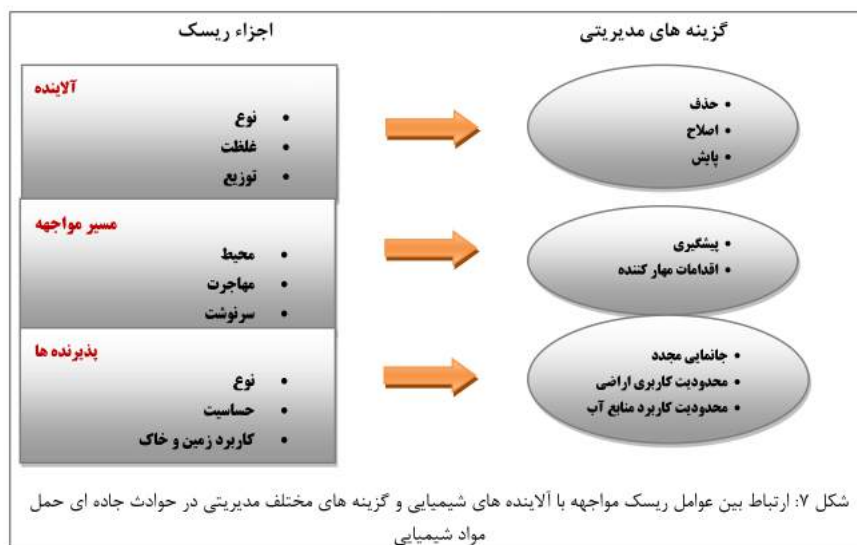 اجزاء ریسک
گزینه های مدیریتی
آلاینده
• نوع
• غلظت
• توزیع
• حذف
• اصلاح
• پایش
مسیر مواجهه
• محیط
• مهاجرت
• سرنوشت
• پیشگیری
• اقدامات مهار کننده
پذیرنده ها
• نوع
• حساسیت
• کاربرد زمین و خاک
• جانمایی مجدد
• محدودیت کاربری اراضی
• محدودیت کاربرد منابع آب
شکل ۷: ارتباط بین عوامل ریسک مواجهه با آلاینده های شیمیایی و گزینه های مختلف مدیریتی در حوادث جاده ای حمل
مواد شیمیایی